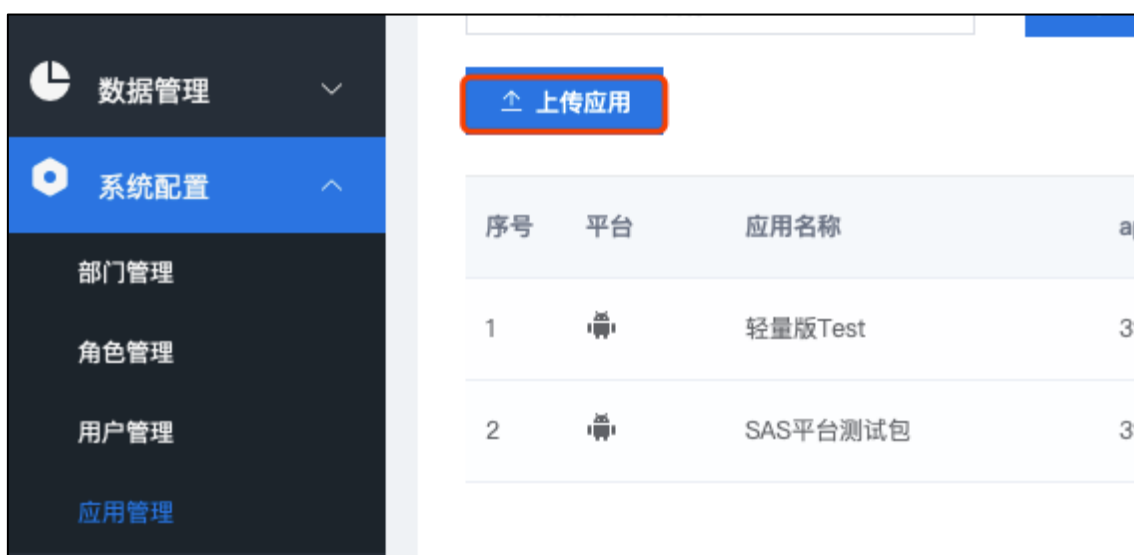 数据管理
系统配置
部门管理
角色管理
用户管理
应用管理
上传应用
序号 平台 应用名称
1 轻量版Test
2 SAS平台测试包